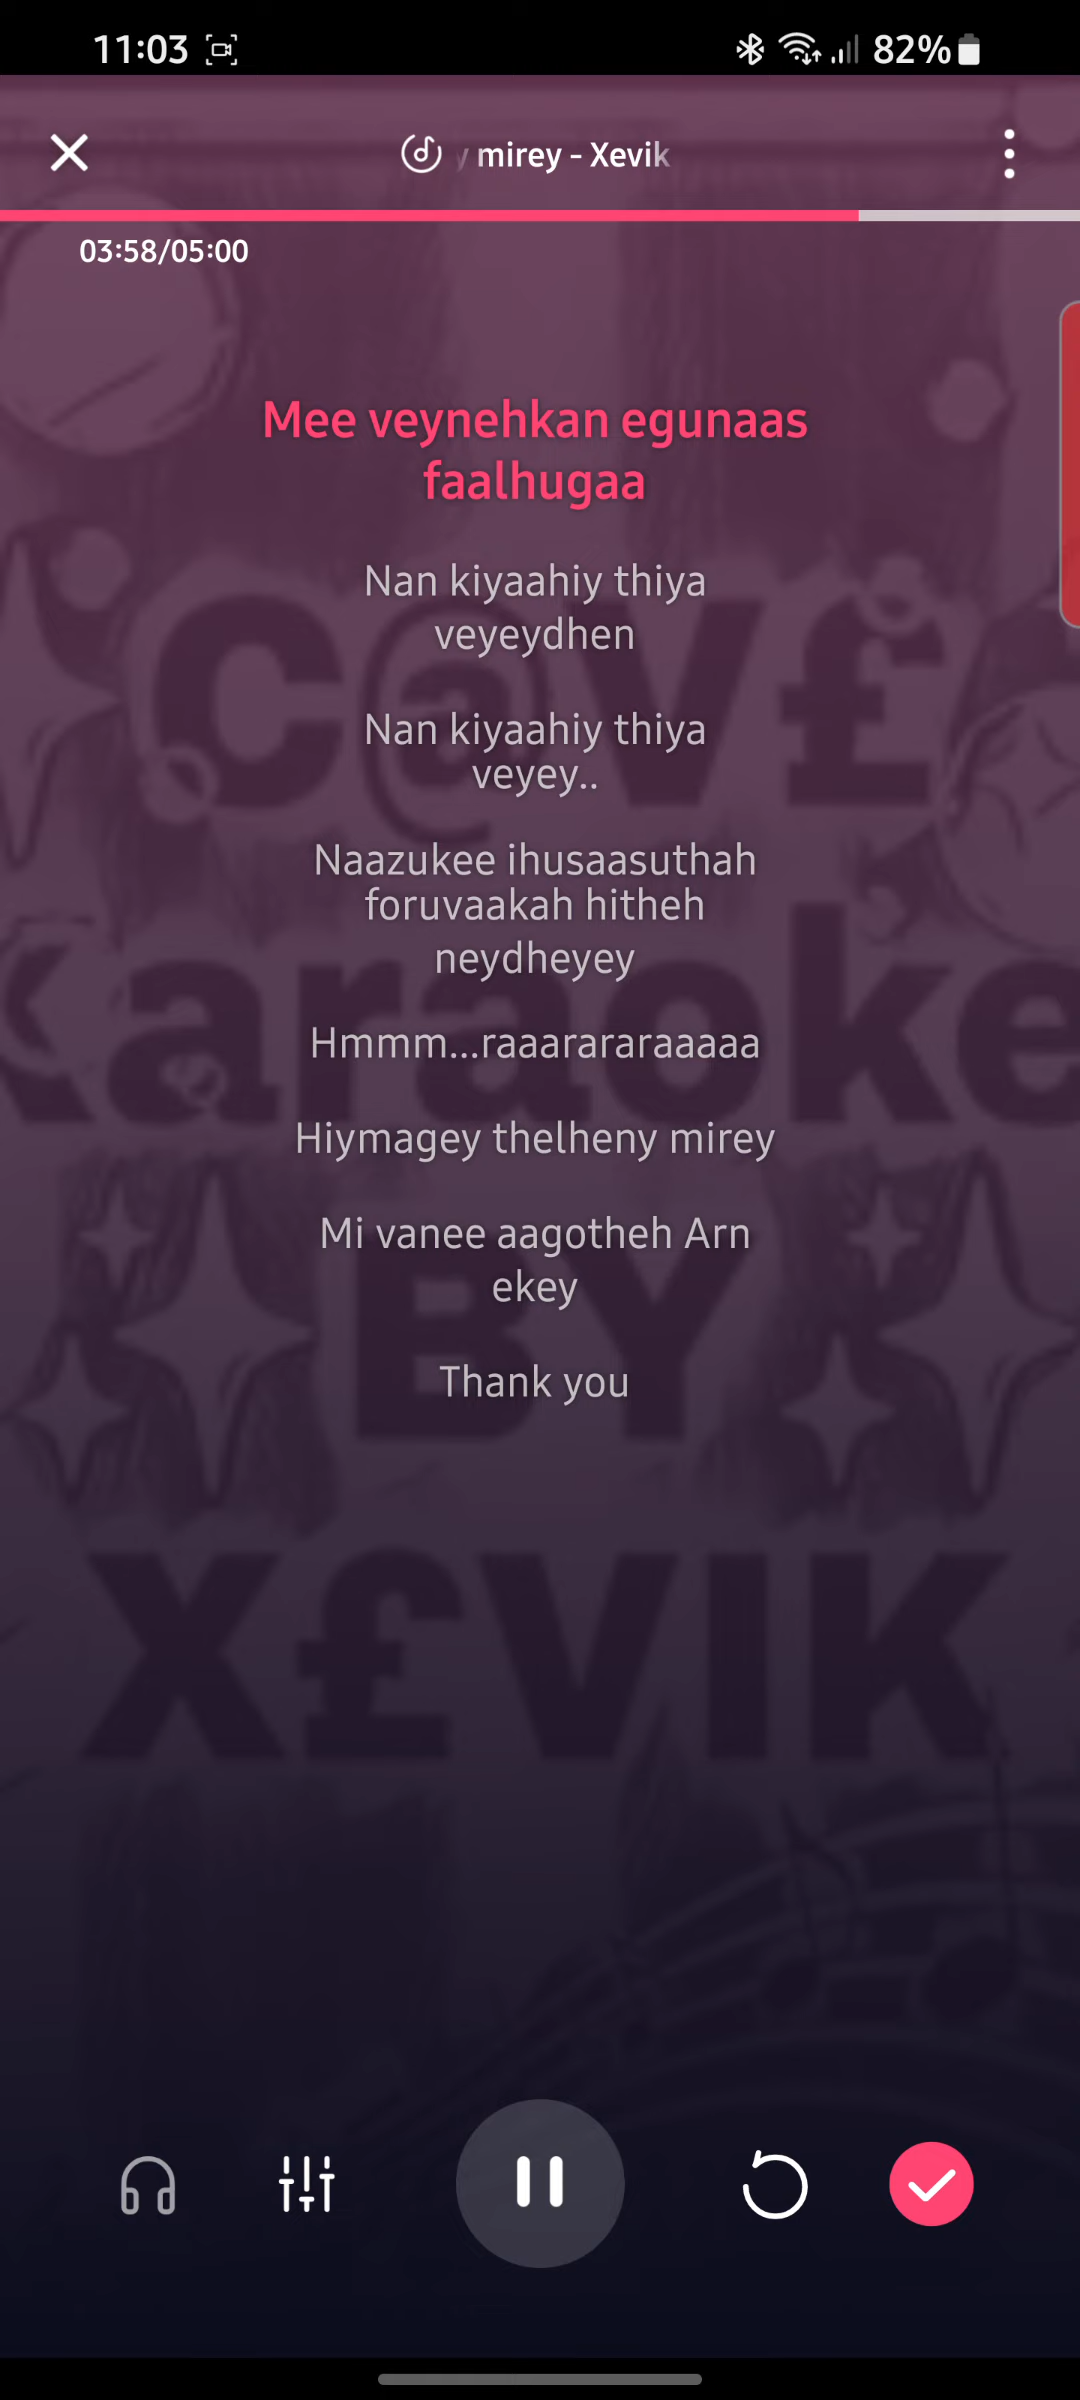 11:03
82%
y mirey - Xevik
03:58/05:00
Mee veynehkan egunaas
faalhugaa
Nan kiyaahiy thiya
veyeydhen
Nan kiyaahiy thiya
veyey..
Naazukee ihusaasuthah
foruvaakah hitheh
neydheyey
Hmmm...raaarararaaaaa
Hiymagey thelheny mirey
Mi vanee aagotheh Arn
ekey
Thank you
C@V£
Karaoke
BY
X£VIK